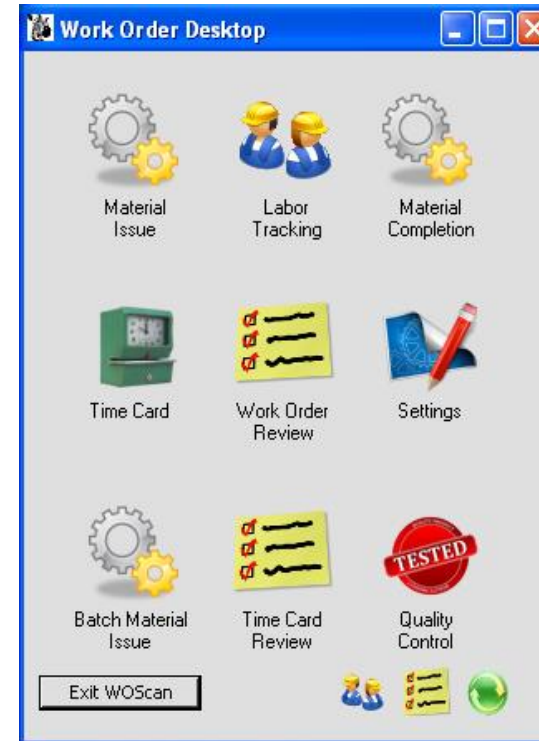 Work Order Desktop
Material
Issue
Labor
Tracking
Material
Completion
Time Card
Work Order
Review
Settings
TESTED
Batch Material
Issue
Time Card
Review
Quality
Control
Exit WOScan